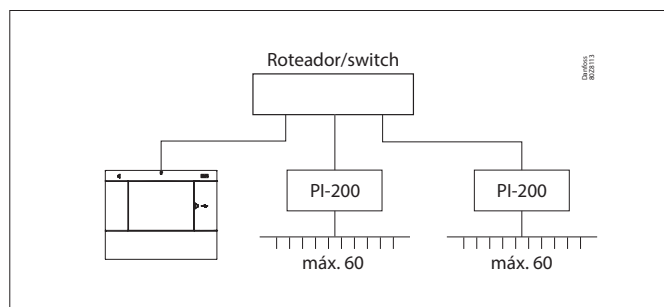 Roteador/switch
Danfoss
80Z8113
PI-200
PI-200
máx. 60
máx. 60